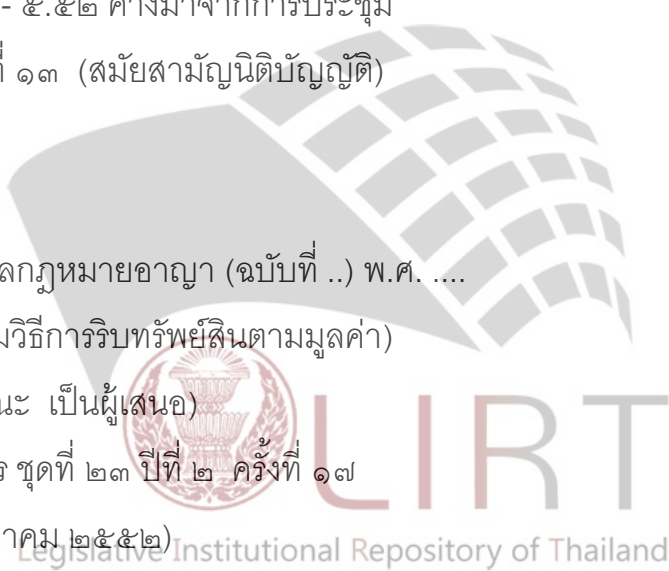 - ๕.๕๒ ค้างมาจากการประชุม
ที่ ๑๓ (สมัยสามัญนิติบัญญัติ)
ลกฎหมายอาญา (ฉบับที่ ..) พ.ศ. ....
มวิธีการริบทรัพย์สินตามมูลค่า)
ณะ เป็นผู้เสนอ)
ร ชุดที่ ๒๓ ปีที่ ๒ ครั้งที่ ๑๗
าคม ๒๕๕๒)
LIRT
Legislative Institutional Repository of Thailand